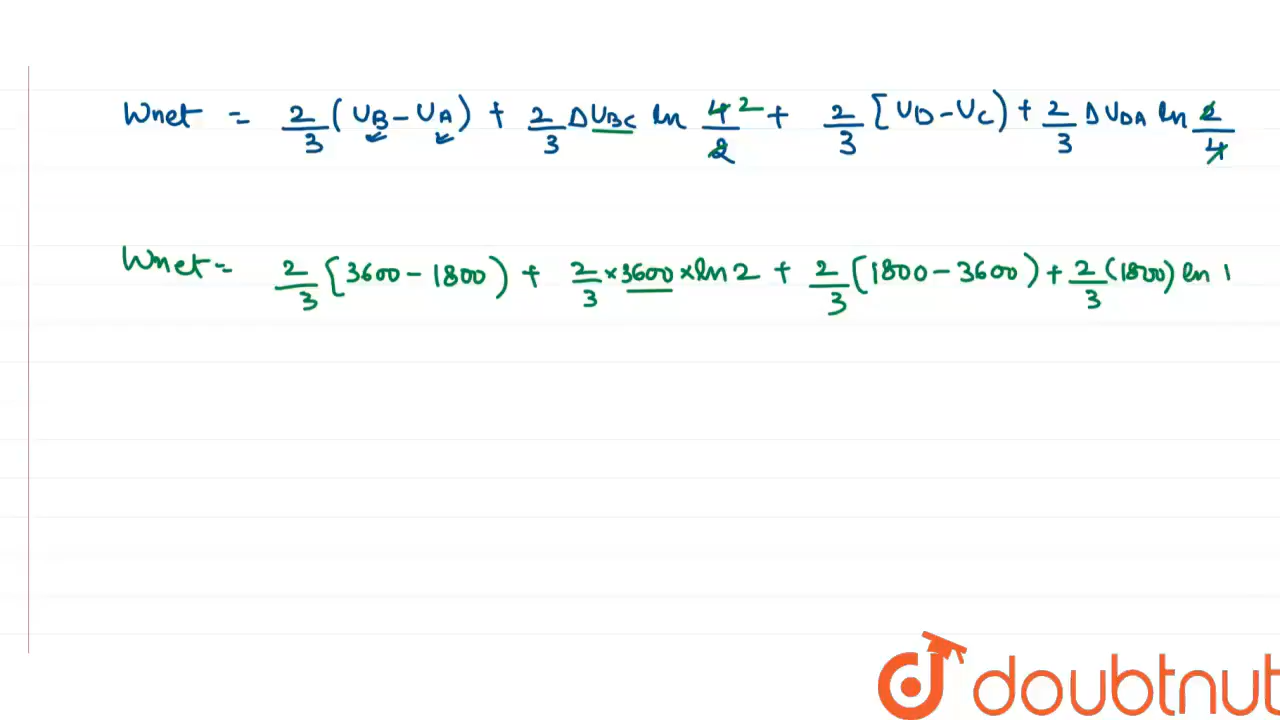 Wnet = 2/3 (UB - UA) + 2/3 ΔUBC ln 4 2/2 + 2/3 [UD - UC) + 2/3 ΔUDA ln 2/4
Wnet = 2/3 [3600 - 1800) + 2/3 × 3600 × ln 2 + 2/3 (1800 - 3600) + 2/3 (1800) ln 1
doubtnut